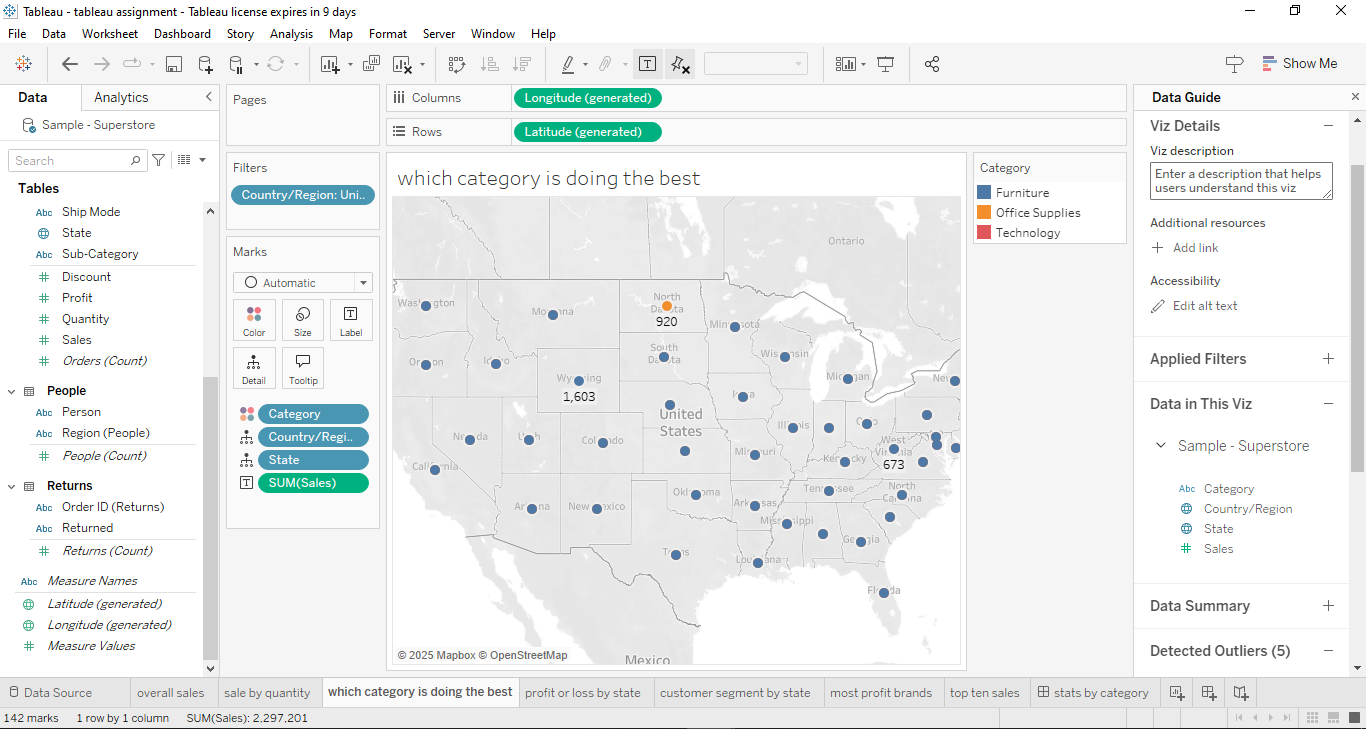 Tableau - tableau assignment - Tableau license expires in 9 days
File Data Worksheet Dashboard Story Analysis Map Format Server Window Help
Show Me
Data Analytics
Sample - Superstore
Search
Tables
Abc Ship Mode
State
Abc Sub-Category
Discount
Profit
Quantity
Sales
Orders (Count)
People
Abc Person
Abc Region (People)
People (Count)
Returns
Abc Order ID (Returns)
Abc Returned
Returns (Count)
Abc Measure Names
Latitude (generated)
Longitude (generated)
Measure Values
Pages
Filters
Country/Region: Uni..
Marks
Automatic
Color Size Label
Detail Tooltip
Category
Country/Regi..
State
SUM(Sales)
Columns Longitude (generated)
Rows Latitude (generated)
which category is doing the best
Ontario
Washington
Montana
North
Dakota
920
Minnesota
Oregon
Idaho
South
Dakota
Wisconsin
Michigan
Wyoming
1,603
Iowa
United
States
Nevada
Utah
Colorado
Illinois
Ohio
West
Virginia
673
California
Missouri
Kentucky
Arizona
New Mexico
Oklahoma
Arkansas
Tennessee
North
Carolina
Mississippi
Georgia
Texas
Louisiana
Florida
Mexico
© 2025 Mapbox © OpenStreetMap
Category
Furniture
Office Supplies
Technology
Data Guide
Viz Details
Viz description
Enter a description that helps
users understand this viz
Additional resources
Add link
Accessibility
Edit alt text
Applied Filters
Data in This Viz
Sample - Superstore
Abc Category
Country/Region
State
Sales
Data Summary
Detected Outliers (5)
Data Source overall sales sale by quantity which category is doing the best profit or loss by state customer segment by state most profit brands top ten sales stats by category
142 marks 1 row by 1 column SUM(Sales): 2,297,201